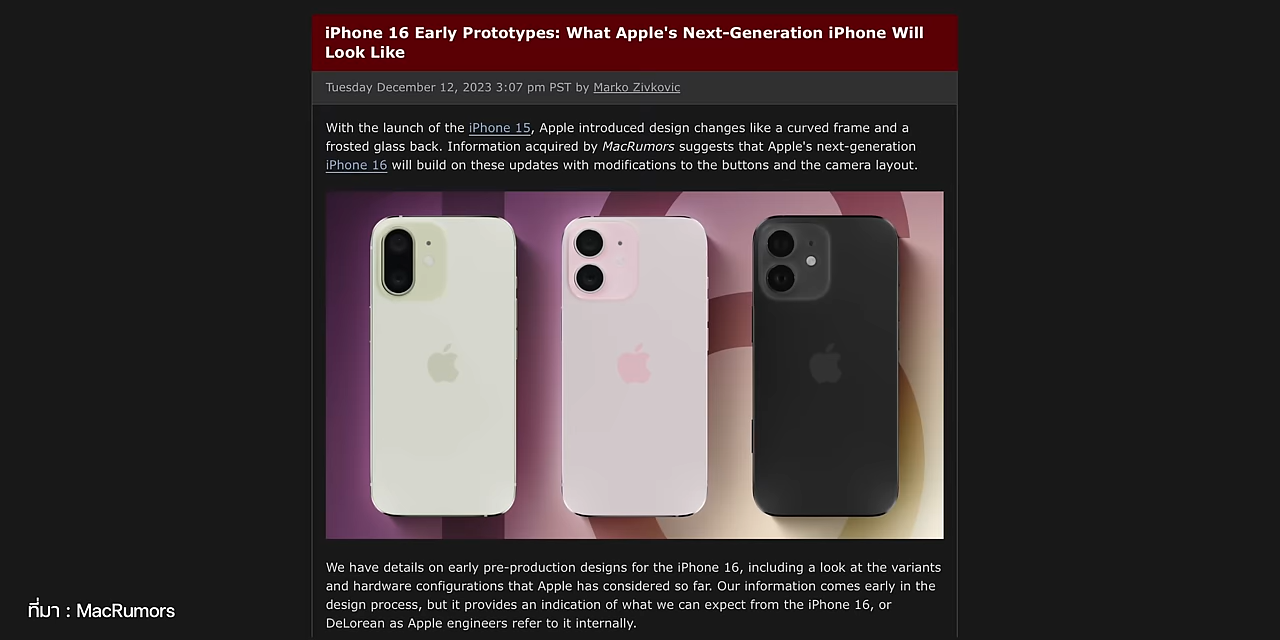 iPhone 16 Early Prototypes: What Apple's Next-Generation iPhone Will
Look Like
Tuesday December 12, 2023 3:07 pm PST by Marko Zivkovic
With the launch of the iPhone 15, Apple introduced design changes like a curved frame and a
frosted glass back. Information acquired by MacRumors suggests that Apple's next-generation
iPhone 16 will build on these updates with modifications to the buttons and the camera layout.
We have details on early pre-production designs for the iPhone 16, including a look at the variants
and hardware configurations that Apple has considered so far. Our information comes early in the
design process, but it provides an indication of what we can expect from the iPhone 16, or
DeLorean as Apple engineers refer to it internally.
ที่มา : MacRumors